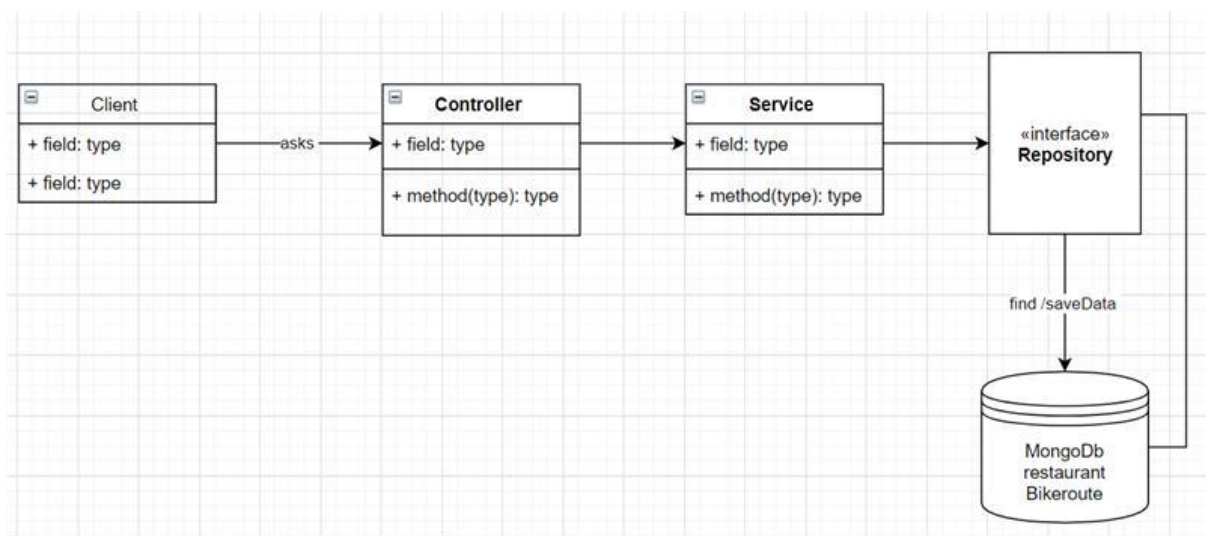 Client
+ field: type
+ field: type
asks
Controller
+ field: type
+ method(type): type
Service
+ field: type
+ method(type): type
«interface»
Repository
find /saveData
MongoDb
restaurant
Bikeroute